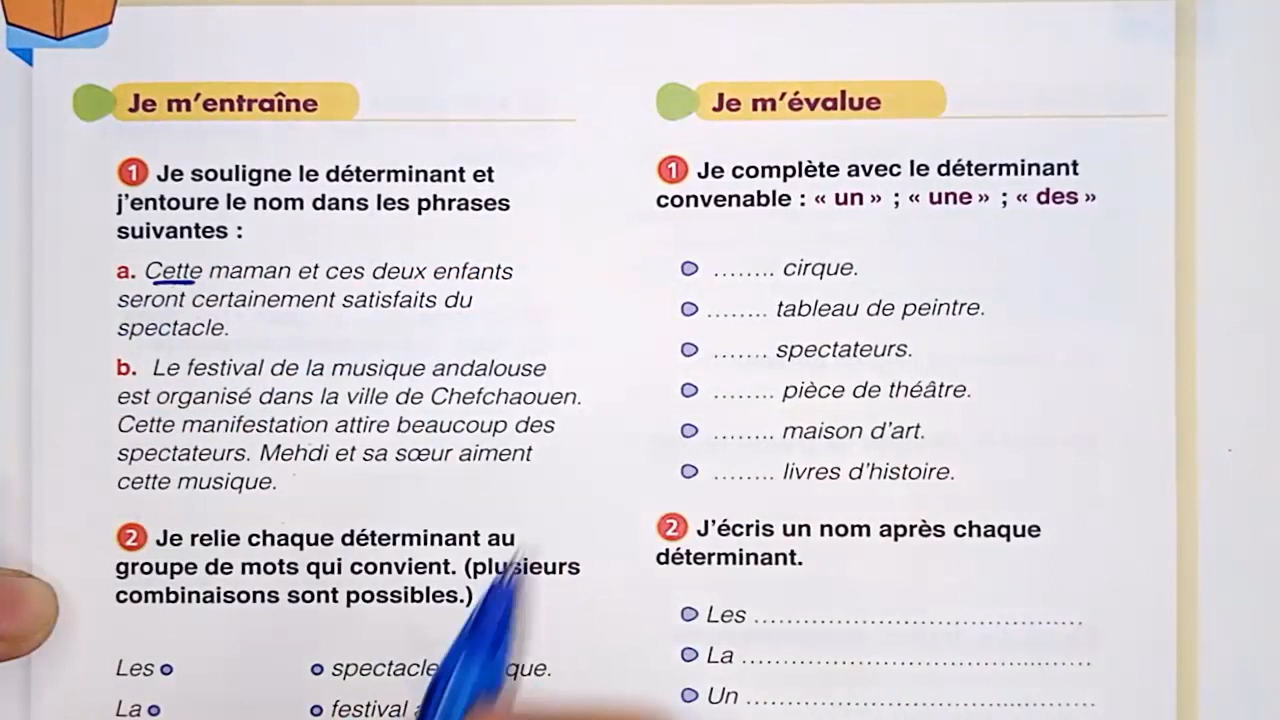 Je m'entraîne
1 Je souligne le déterminant et
j'entoure le nom dans les phrases
suivantes :
a. Cette maman et ces deux enfants
seront certainement satisfaits du
spectacle.
b. Le festival de la musique andalouse
est organisé dans la ville de Chefchaouen.
Cette manifestation attire beaucoup des
spectateurs. Mehdi et sa sœur aiment
cette musique.
2 Je relie chaque déterminant au
groupe de mots qui convient. (plusieurs
combinaisons sont possibles.)
Les spectacle
La festival
Je m'évalue
1 Je complète avec le déterminant
convenable : « un » ; « une » ; « des »
........ cirque.
........ tableau de peintre.
....... spectateurs.
........ pièce de théâtre.
........ maison d'art.
........ livres d'histoire.
2 J'écris un nom après chaque
déterminant.
Les ........................................
La ...........................................
Un ...........................................